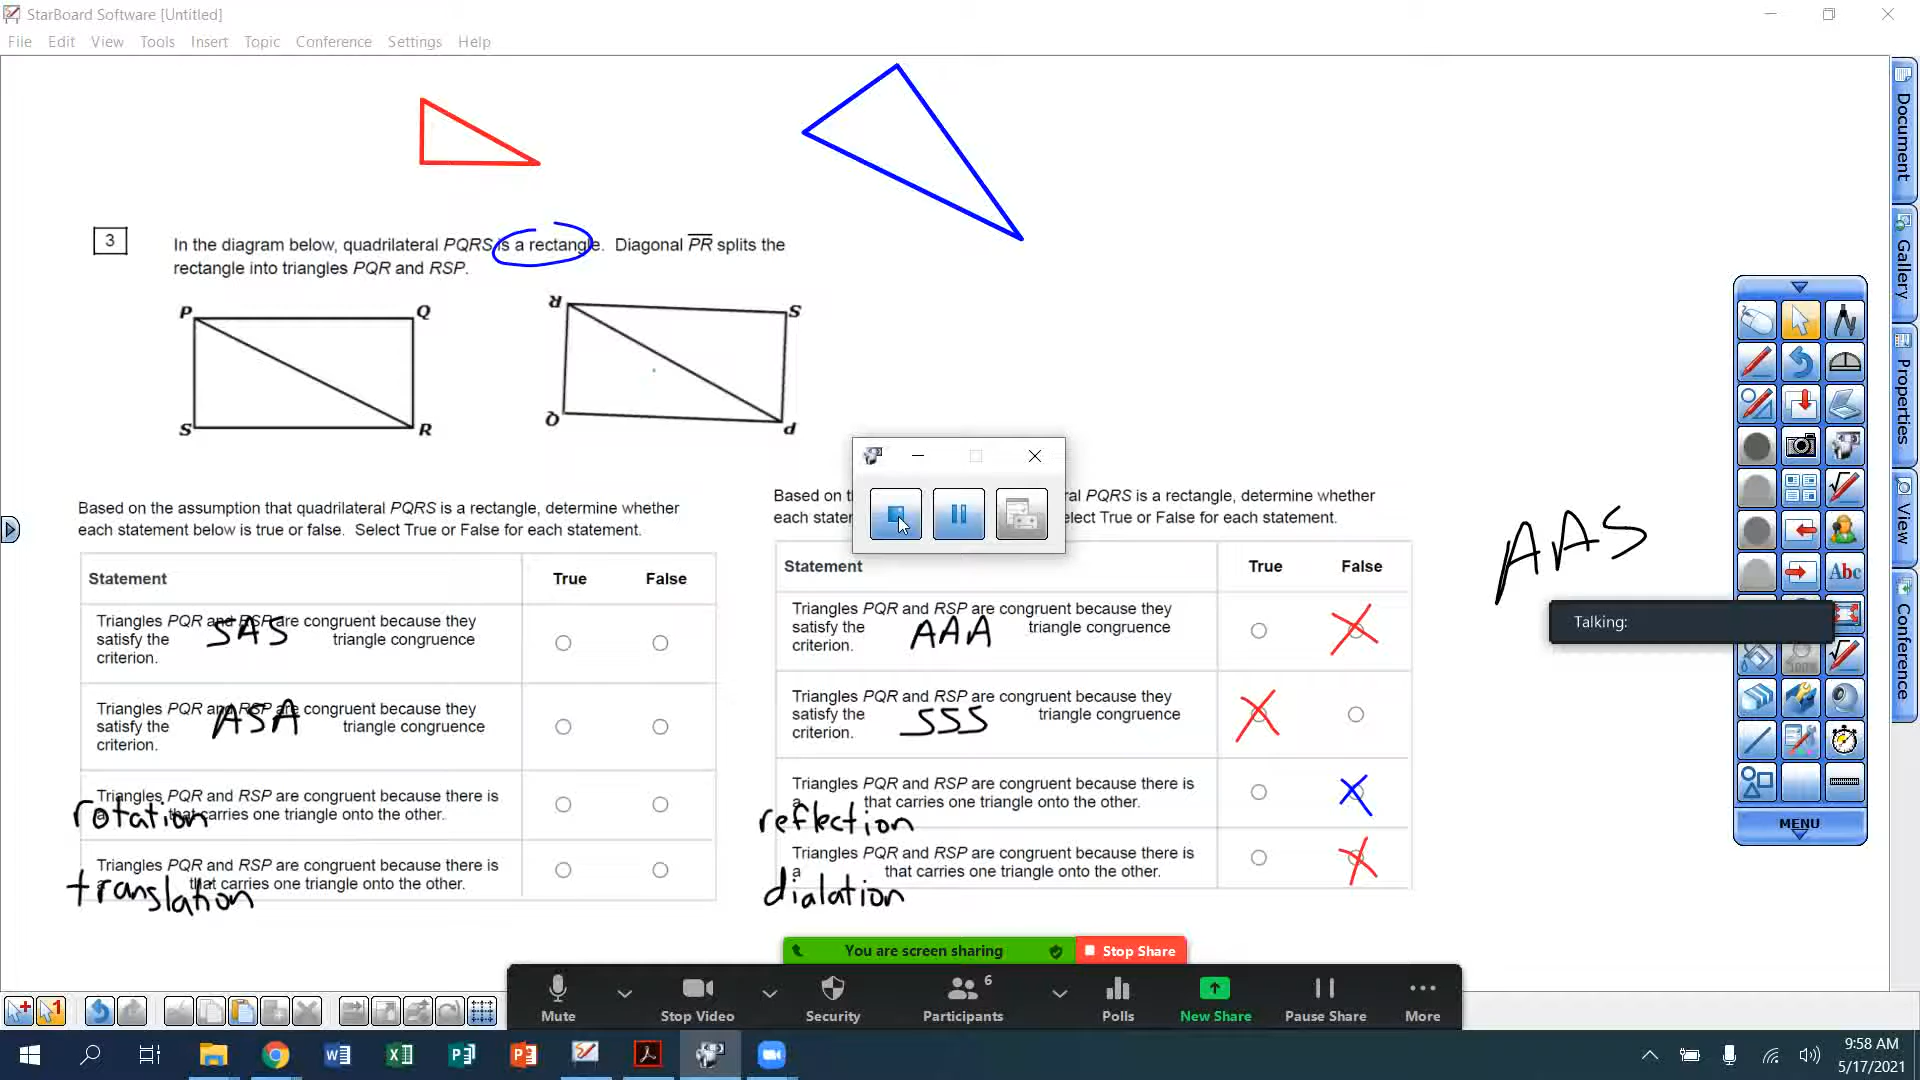 StarBoard Software [Untitled]
File Edit View Tools Insert Topic Conference Settings Help
3
In the diagram below, quadrilateral PQRS is a rectangle. Diagonal PR splits the
rectangle into triangles PQR and RSP.
P Q
S R
R S
Q P
Based on the assumption that quadrilateral PQRS is a rectangle, determine whether
each statement below is true or false. Select True or False for each statement.
Statement True False
Triangles PQR and RSP are congruent because they
satisfy the SAS triangle congruence
criterion.
Triangles PQR and RSP are congruent because they
satisfy the ASA triangle congruence
criterion.
Triangles PQR and RSP are congruent because there is
a rotation that carries one triangle onto the other.
Triangles PQR and RSP are congruent because there is
a translation that carries one triangle onto the other.
Based on
PQRS is a rectangle, determine whether
each
True or False for each statement.
Statement True False
Triangles PQR and RSP are congruent because they
satisfy the AAA triangle congruence
criterion.
Triangles PQR and RSP are congruent because they
satisfy the SSS triangle congruence
criterion.
Triangles PQR and RSP are congruent because there is
a reflection that carries one triangle onto the other.
Triangles PQR and RSP are congruent because there is
a dialation that carries one triangle onto the other.
AAS
Talking:
Abc
100%
MENU
Document
Gallery
Properties
View
Conference
You are screen sharing Stop Share
6
Mute Stop Video Security Participants Polls New Share Pause Share More
9:58 AM
5/17/2021